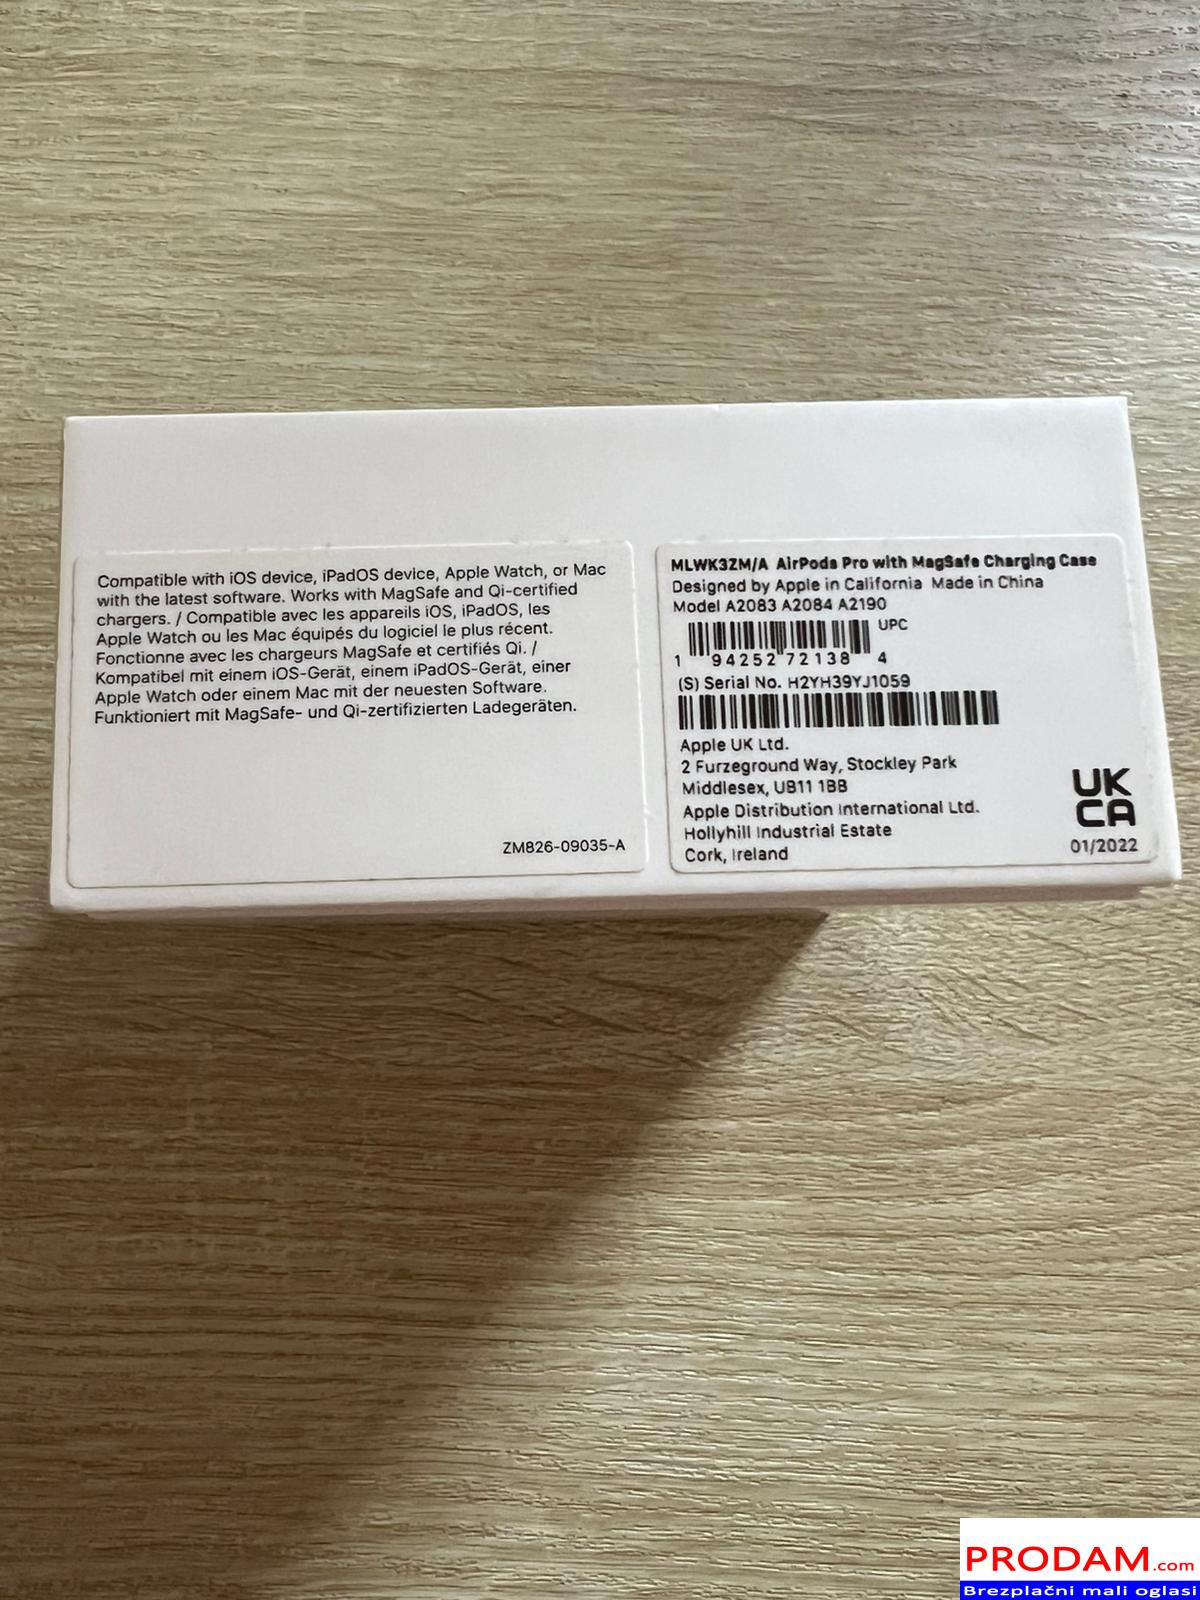 Compatible with iOS device, iPadOS device, Apple Watch, or Mac
with the latest software. Works with MagSafe and Qi-certified
chargers. / Compatible avec les appareils iOS, iPadOS, les
Apple Watch ou les Mac équipés du logiciel le plus récent.
Fonctionne avec les chargeurs MagSafe et certifiés Qi. /
Kompatibel mit einem iOS-Gerät, einem iPadOS-Gerät, einer
Apple Watch oder einem Mac mit der neuesten Software.
Funktioniert mit MagSafe- und Qi-zertifizierten Ladegeräten.
ZM826-09035-A
MLWK3ZM/A AirPods Pro with MagSafe Charging Case
Designed by Apple in California Made in China
Model A2083 A2084 A2190
UPC
1 94252 72138 4
(S) Serial No. H2YH39YJ1059
Apple UK Ltd.
2 Furzeground Way, Stockley Park
Middlesex, UB11 1BB
Apple Distribution International Ltd.
Hollyhill Industrial Estate
Cork, Ireland
UK
CA
01/2022
PRODAM.com
Brezplačni mali oglasi